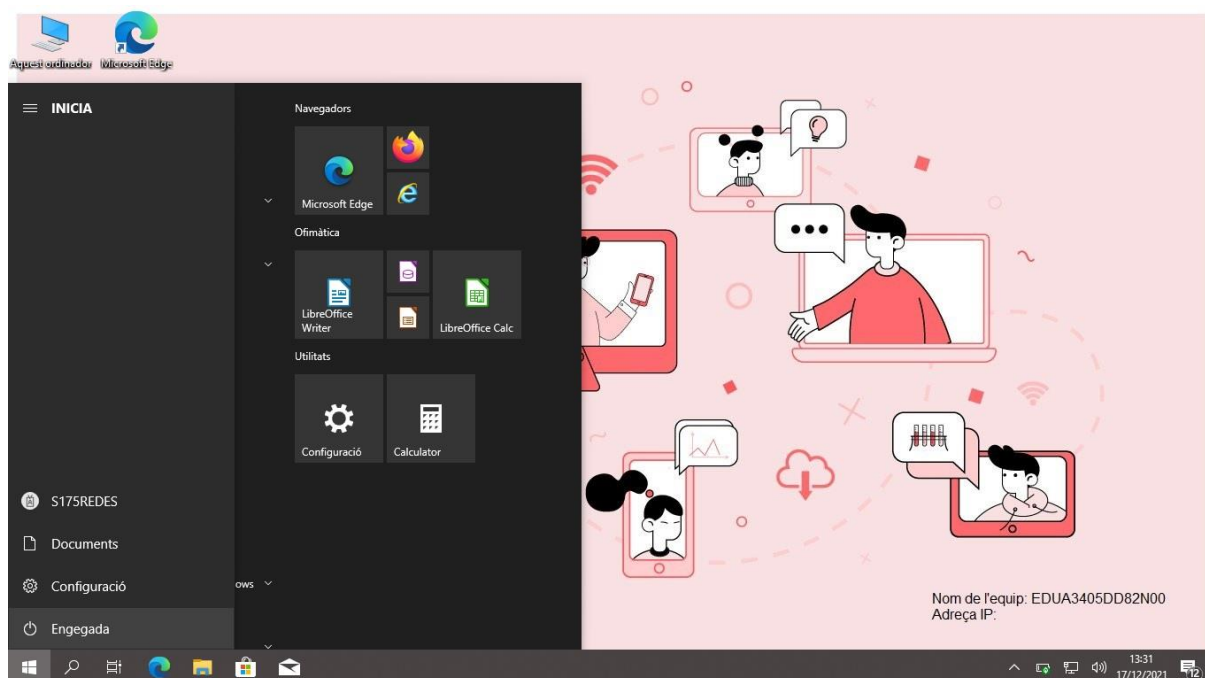 Aquest ordinador
Microsoft Edge
INICIA
Navegadors
Microsoft Edge
Ofimàtica
LibreOffice
Writer
LibreOffice Calc
Utilitats
Configuració
Calculator
S175REDES
Documents
Configuració
ows
Engegada
Nom de l'equip: EDUA3405DD82N00
Adreça IP:
13:31
17/12/2021
12